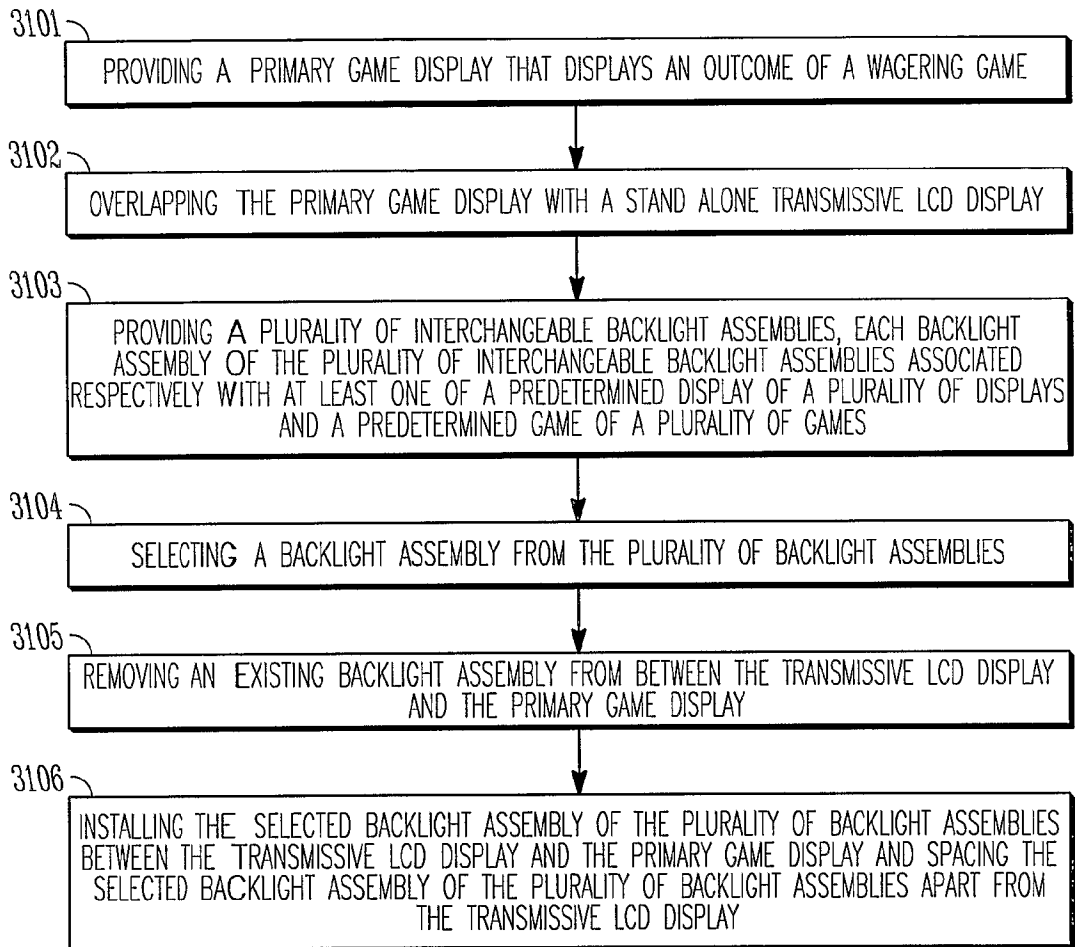 3101
PROVIDING A PRIMARY GAME DISPLAY THAT DISPLAYS AN OUTCOME OF A WAGERING GAME
3102
OVERLAPPING THE PRIMARY GAME DISPLAY WITH A STAND ALONE TRANSMISSIVE LCD DISPLAY
3103
PROVIDING A PLURALITY OF INTERCHANGEABLE BACKLIGHT ASSEMBLIES, EACH BACKLIGHT
ASSEMBLY OF THE PLURALITY OF INTERCHANGEABLE BACKLIGHT ASSEMBLIES ASSOCIATED
RESPECTIVELY WITH AT LEAST ONE OF A PREDETERMINED DISPLAY OF A PLURALITY OF DISPLAYS
AND A PREDETERMINED GAME OF A PLURALITY OF GAMES
3104
SELECTING A BACKLIGHT ASSEMBLY FROM THE PLURALITY OF BACKLIGHT ASSEMBLIES
3105
REMOVING AN EXISTING BACKLIGHT ASSEMBLY FROM BETWEEN THE TRANSMISSIVE LCD DISPLAY
AND THE PRIMARY GAME DISPLAY
3106
INSTALLING THE SELECTED BACKLIGHT ASSEMBLY OF THE PLURALITY OF BACKLIGHT ASSEMBLIES
BETWEEN THE TRANSMISSIVE LCD DISPLAY AND THE PRIMARY GAME DISPLAY AND SPACING THE
SELECTED BACKLIGHT ASSEMBLY OF THE PLURALITY OF BACKLIGHT ASSEMBLIES APART FROM
THE TRANSMISSIVE LCD DISPLAY